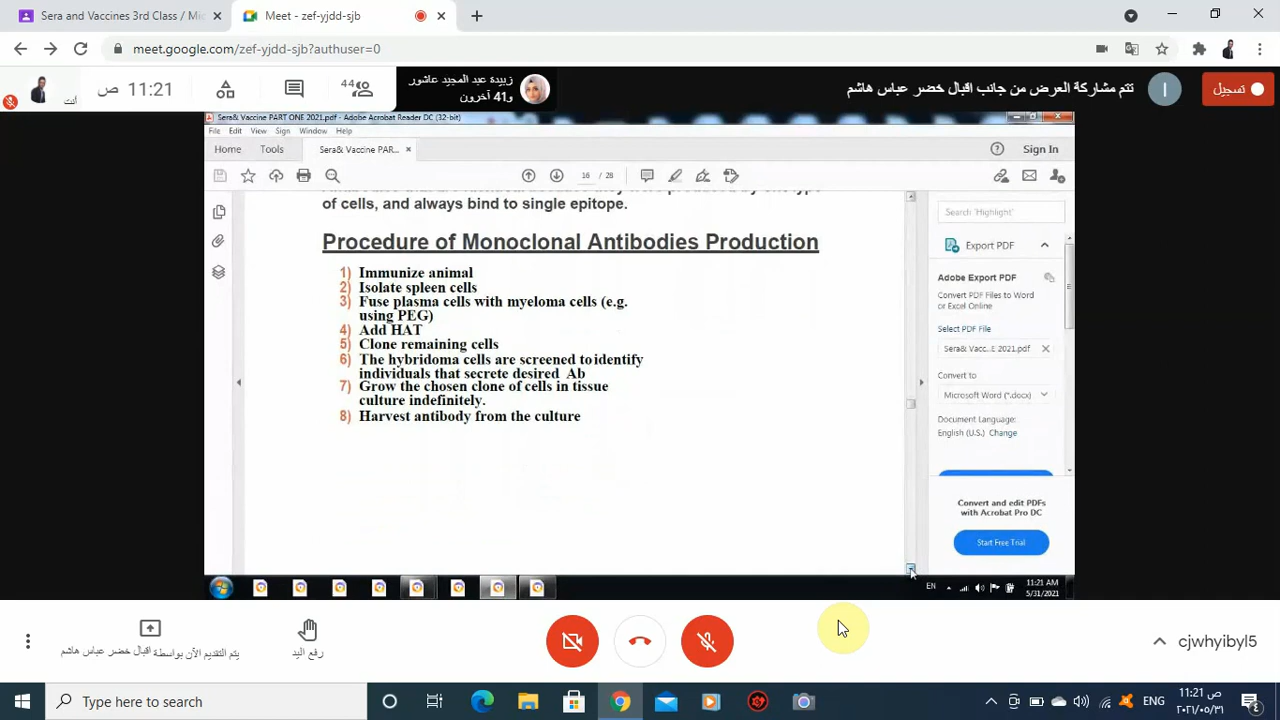 Sera and Vaccines 3rd Class / Mi
Meet - zef-yjdd-sjb
meet.google.com/zef-yjdd-sjb?authuser=0
أنت
11:21 ص
44
زبيدة عبد المجيد عاشور
و41 آخرون
تتم مشاركة العرض من جانب اقبال خضر عباس هاشم
ا
تسجيل
Sera& Vaccine PART ONE 2021.pdf - Adobe Acrobat Reader DC (32-bit)
File Edit View Sign Window Help
Home Tools Sera& Vaccine PAR... Sign In
16 / 28
of cells, and always bind to single epitope.
Procedure of Monoclonal Antibodies Production
1) Immunize animal
2) Isolate spleen cells
3) Fuse plasma cells with myeloma cells (e.g.
using PEG)
4) Add HAT
5) Clone remaining cells
6) The hybridoma cells are screened to identify
individuals that secrete desired Ab
7) Grow the chosen clone of cells in tissue
culture indefinitely.
8) Harvest antibody from the culture
Search 'Highlight'
Export PDF
Adobe Export PDF
Convert PDF Files to Word
or Excel Online
Select PDF File
Sera& Vacc..E 2021.pdf
Convert to
Microsoft Word (*.docx)
Document Language:
English (U.S.) Change
Convert and edit PDFs
with Acrobat Pro DC
Start Free Trial
EN
11:21 AM
5/31/2021
يتم التقديم الآن بواسطة اقبال خضر عباس هاشم
رفع اليد
cjwhyibyl5
Type here to search
ENG
11:21 ص
٢٠٢١/٠٥/٣١